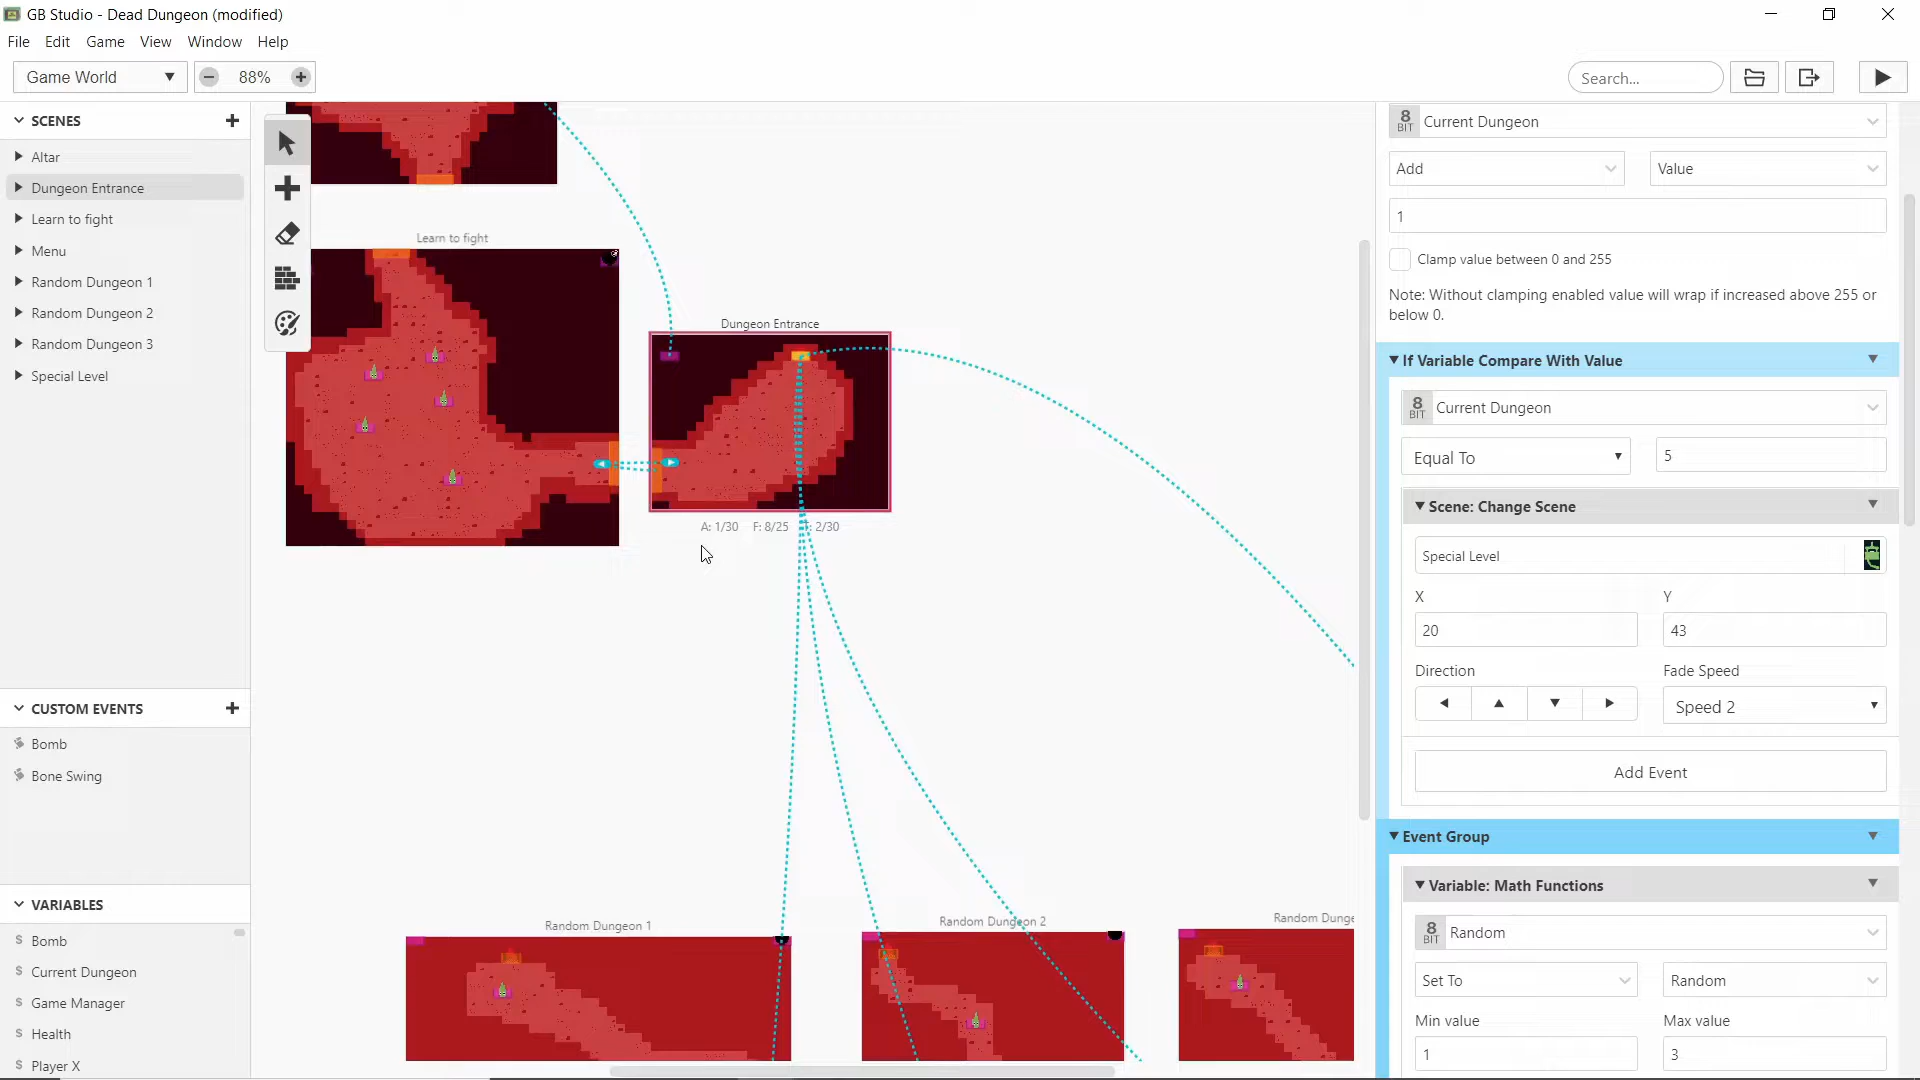 GB Studio - Dead Dungeon (modified)
File Edit Game View Window Help
Game World 88% Search...
SCENES
Altar
Dungeon Entrance
Learn to fight
Menu
Random Dungeon 1
Random Dungeon 2
Random Dungeon 3
Special Level
CUSTOM EVENTS
Bomb
Bone Swing
VARIABLES
$ Bomb
$ Current Dungeon
$ Game Manager
$ Health
Player X
Learn to fight
Dungeon Entrance
A: 1/30 F: 8/25 : 2/30
Random Dungeon 1
Random Dungeon 2
Random Dunge
8 BIT Current Dungeon
Add Value
1
Clamp value between 0 and 255
Note: Without clamping enabled value will wrap if increased above 255 or
below 0.
If Variable Compare With Value
8 BIT Current Dungeon
Equal To 5
Scene: Change Scene
Special Level
X Y
20 43
Direction Fade Speed
Speed 2
Add Event
Event Group
Variable: Math Functions
8 BIT Random
Set To Random
Min value Max value
1 3